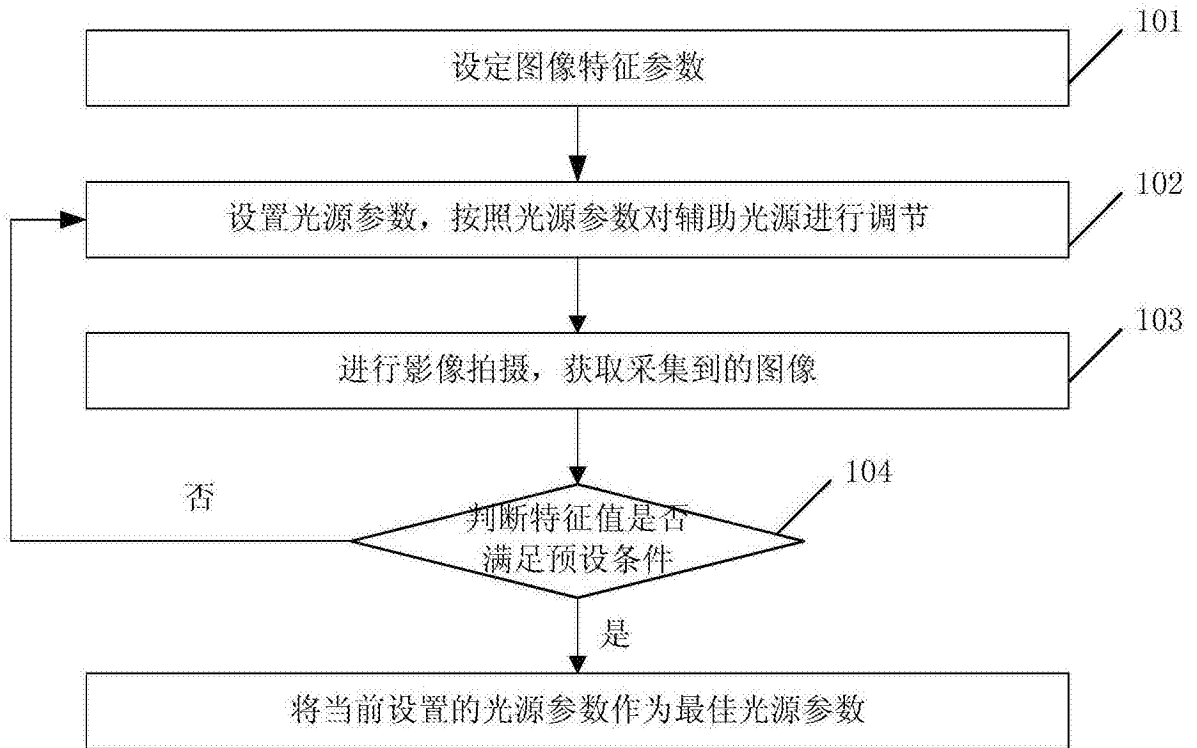 101
设定图像特征参数
102
设置光源参数，按照光源参数对辅助光源进行调节
103
进行影像拍摄，获取采集到的图像
104
否
判断特征值是否
满足预设条件
是
将当前设置的光源参数作为最佳光源参数